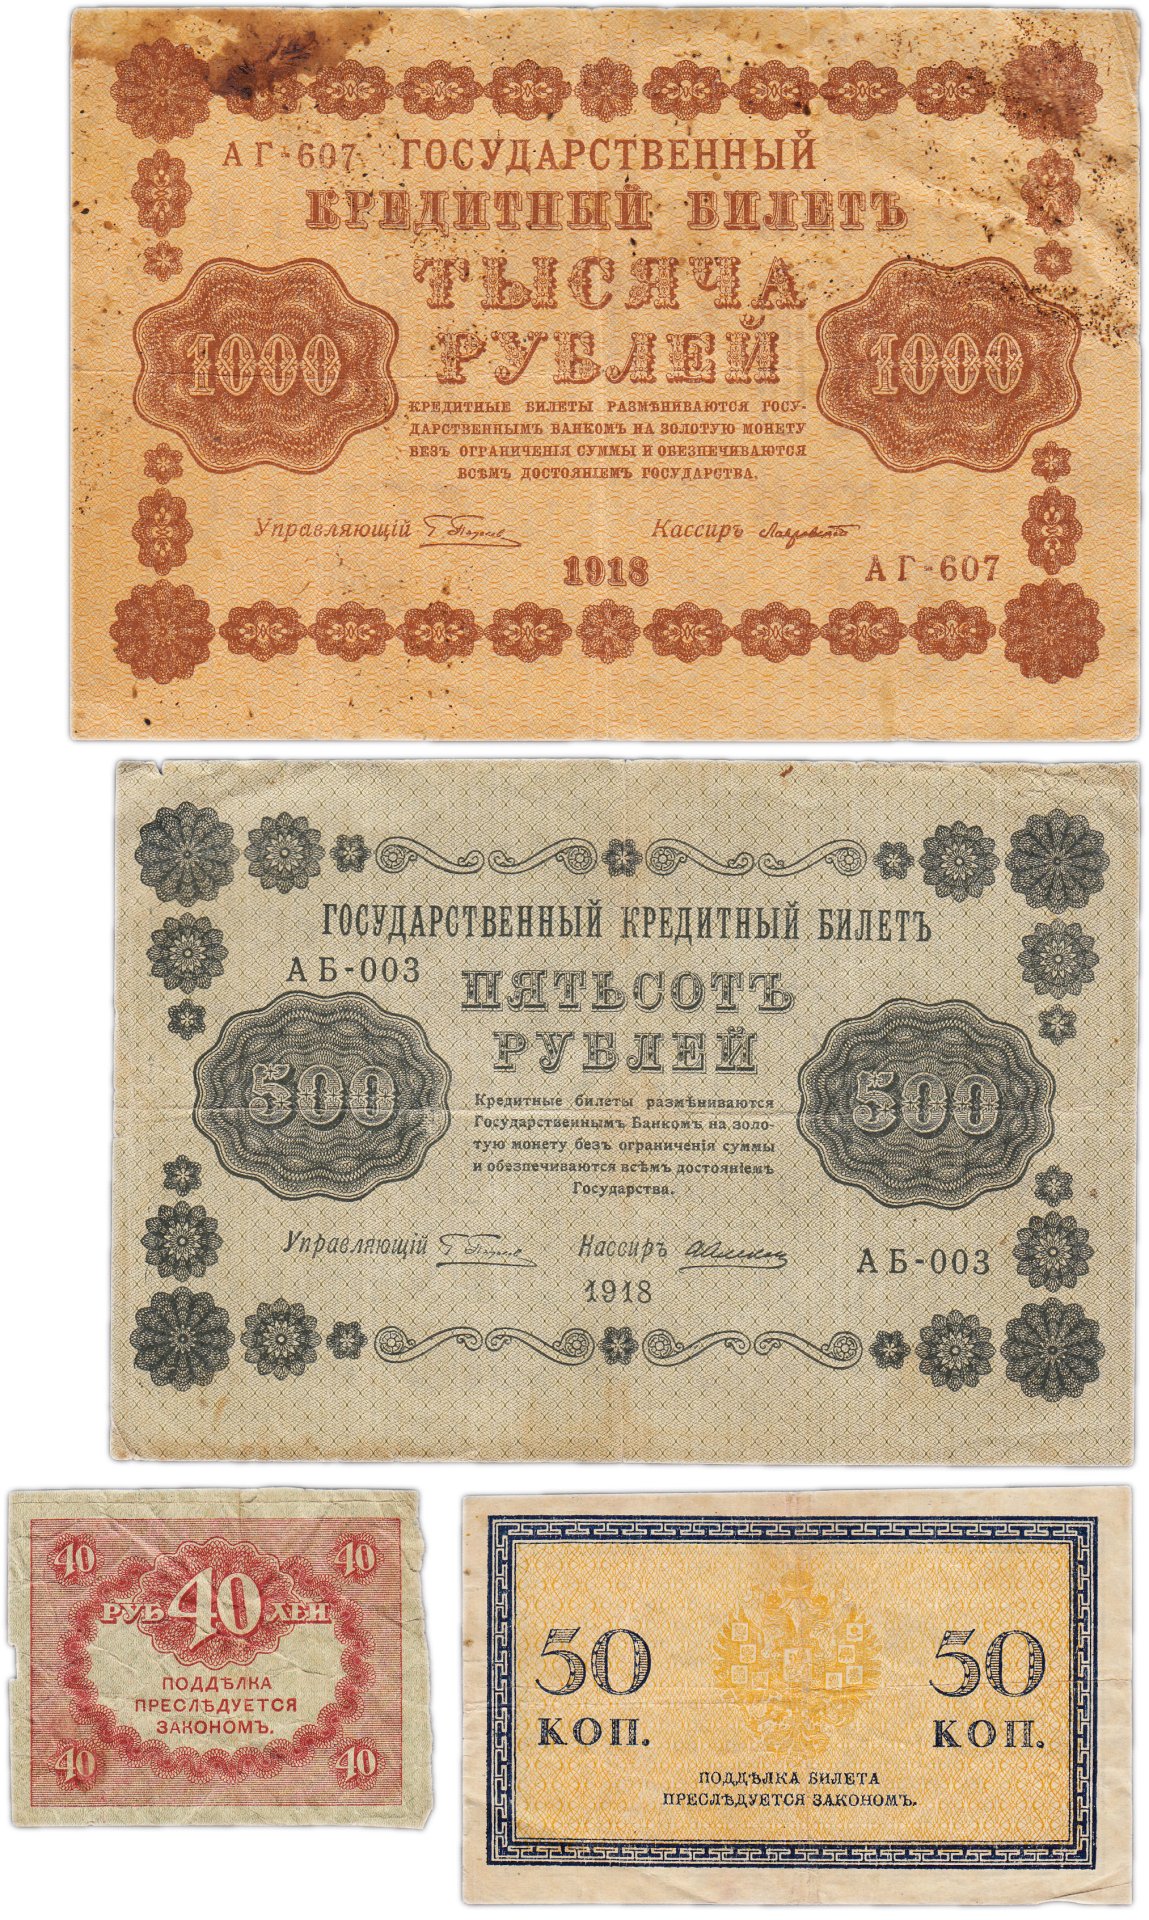 АГ-607 ГОСУДАРСТВЕННЫЙ
КРЕДИТНЫЙ БИЛЕТЪ
ТЫСЯЧА
РУБЛЕЙ
1000
1000
КРЕДИТНЫЕ БИЛЕТЫ РАЗМѢНИВАЮТСЯ ГОСУ-
ДАРСТВЕННЫМЪ БАНКОМЪ НА ЗОЛОТУЮ МОНЕТУ
БЕЗЪ ОГРАНИЧЕНІЯ СУММЫ И ОБЕЗПЕЧИВАЮТСЯ
ВСѢМЪ ДОСТОЯНІЕМЪ ГОСУДАРСТВА.
Управляющій
Кассиръ
1918
АГ-607
ГОСУДАРСТВЕННЫЙ КРЕДИТНЫЙ БИЛЕТЪ
АБ-003
ПЯТЬСОТЪ
РУБЛЕЙ
500
500
Кредитные билеты размѣниваются
Государственнымъ Банкомъ на золо-
тую монету безъ ограниченія суммы
и обезпечиваются всѣмъ достояніемъ
Государства.
Управляющій
Кассиръ
1918
АБ-003
40
40
РУБ 40 ЛЕЙ
ПОДДѢЛКА
ПРЕСЛѢДУЕТСЯ
ЗАКОНОМЪ.
40
40
50
КОП.
50
КОП.
ПОДДѢЛКА БИЛЕТА
ПРЕСЛѢДУЕТСЯ ЗАКОНОМЪ.